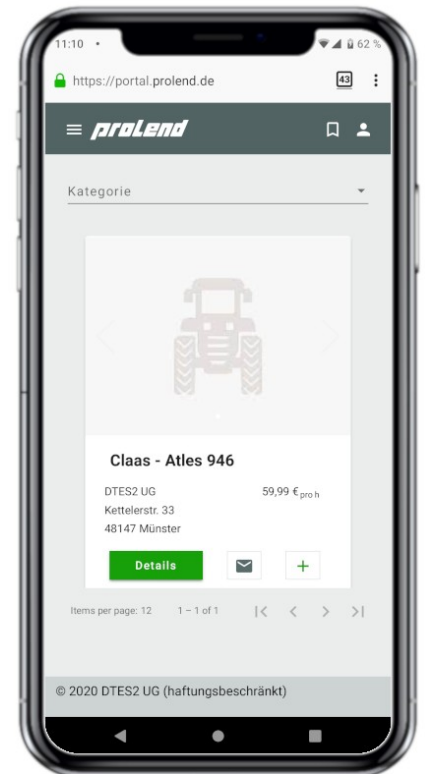 11:10
62 %
https://portal.prolend.de
43
proLend
Kategorie
Claas - Atles 946
DTES2 UG 59,99 € pro h
Kettelerstr. 33
48147 Münster
Details
Items per page: 12 1 – 1 of 1
© 2020 DTES2 UG (haftungsbeschränkt)